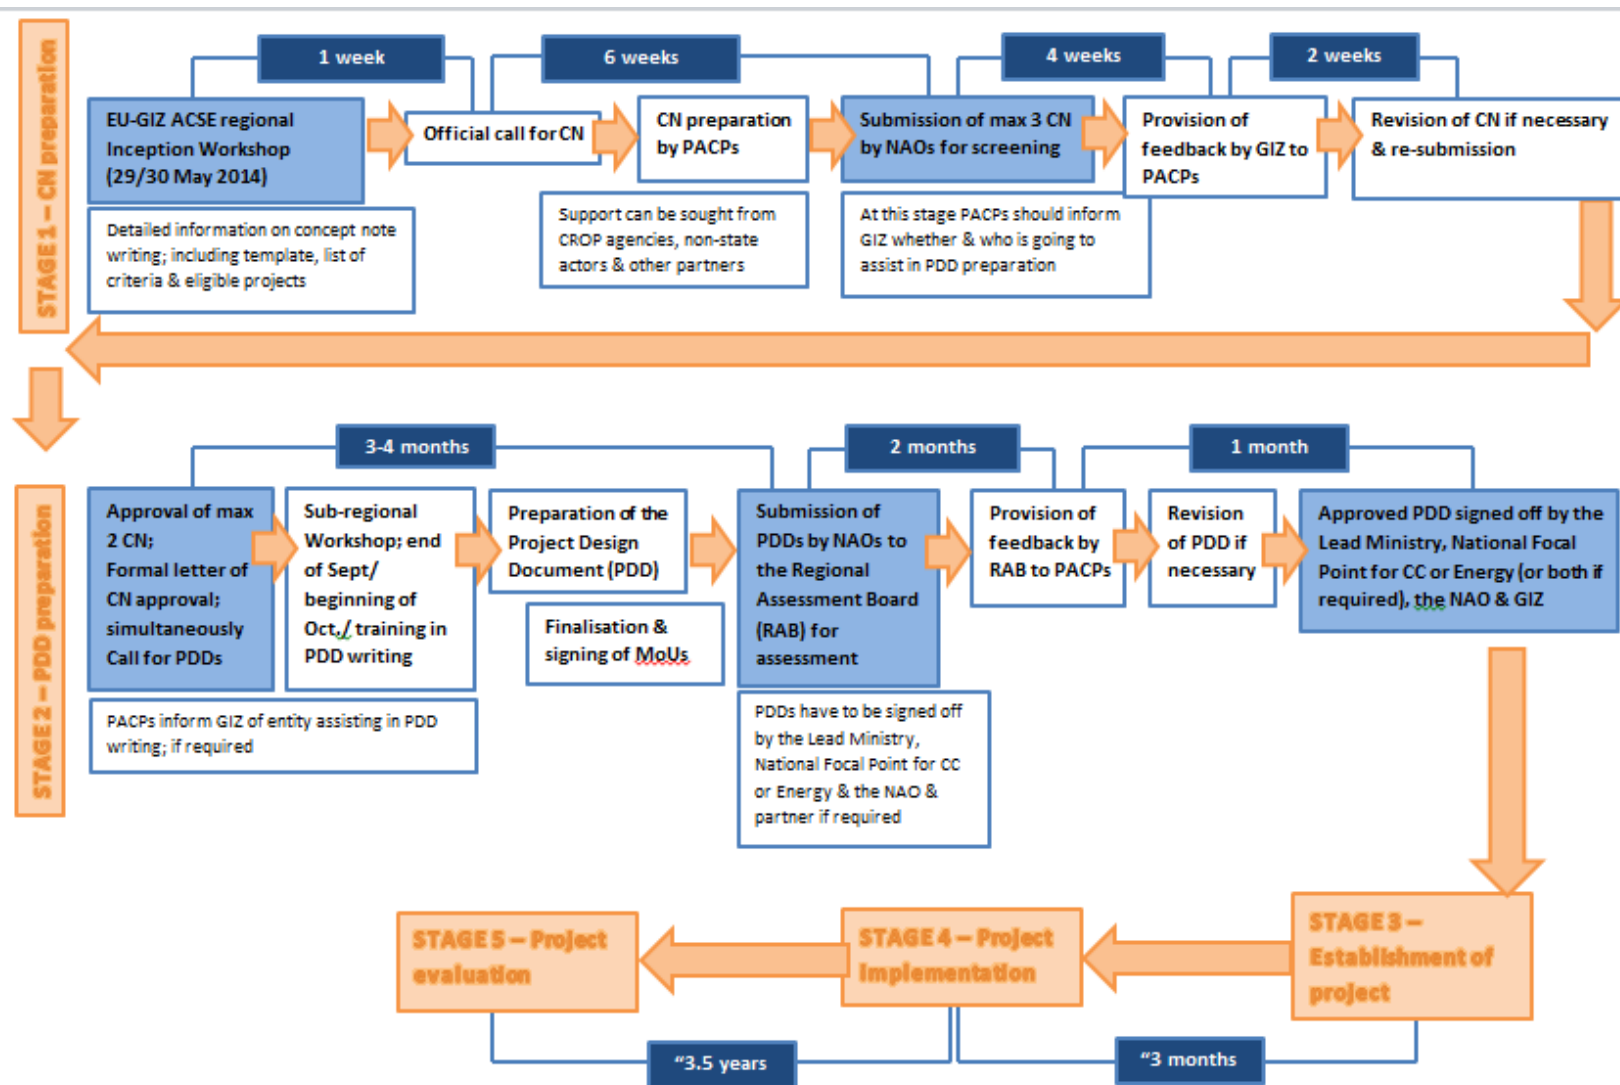 STAGE 1 – CN preparation
1 week
6 weeks
4 weeks
2 weeks
EU-GIZ ACSE regional
Inception Workshop
(29/30 May 2014)
Official call for CN
CN preparation
by PACPs
Submission of max 3 CN
by NAOs for screening
Provision of
feedback by GIZ to
PACPs
Revision of CN if necessary
& re-submission
Detailed information on concept note
writing; including template, list of
criteria & eligible projects
Support can be sought from
CROP agencies, non-state
actors & other partners
At this stage PACPs should inform
GIZ whether & who is going to
assist in PDD preparation
STAGE 2 – PDD preparation
3-4 months
2 months
1 month
Approval of max
2 CN;
Formal letter of
CN approval;
simultaneously
Call for PDDs
Sub-regional
Workshop; end
of Sept/
beginning of
Oct./ training in
PDD writing
Preparation of the
Project Design
Document (PDD)
Finalisation &
signing of MoUs
Submission of
PDDs by NAOs to
the Regional
Assessment Board
(RAB) for
assessment
Provision of
feedback by
RAB to PACPs
Revision
of PDD if
necessary
Approved PDD signed off by the
Lead Ministry, National Focal
Point for CC or Energy (or both if
required), the NAO & GIZ
PACPs inform GIZ of entity assisting in PDD
writing; if required
PDDs have to be signed off
by the Lead Ministry,
National Focal Point for CC
or Energy & the NAO &
partner if required
STAGE 5 – Project
evaluation
STAGE 4 – Project
Implementation
STAGE 3 –
Establishment of
project
~3.5 years
~3 months